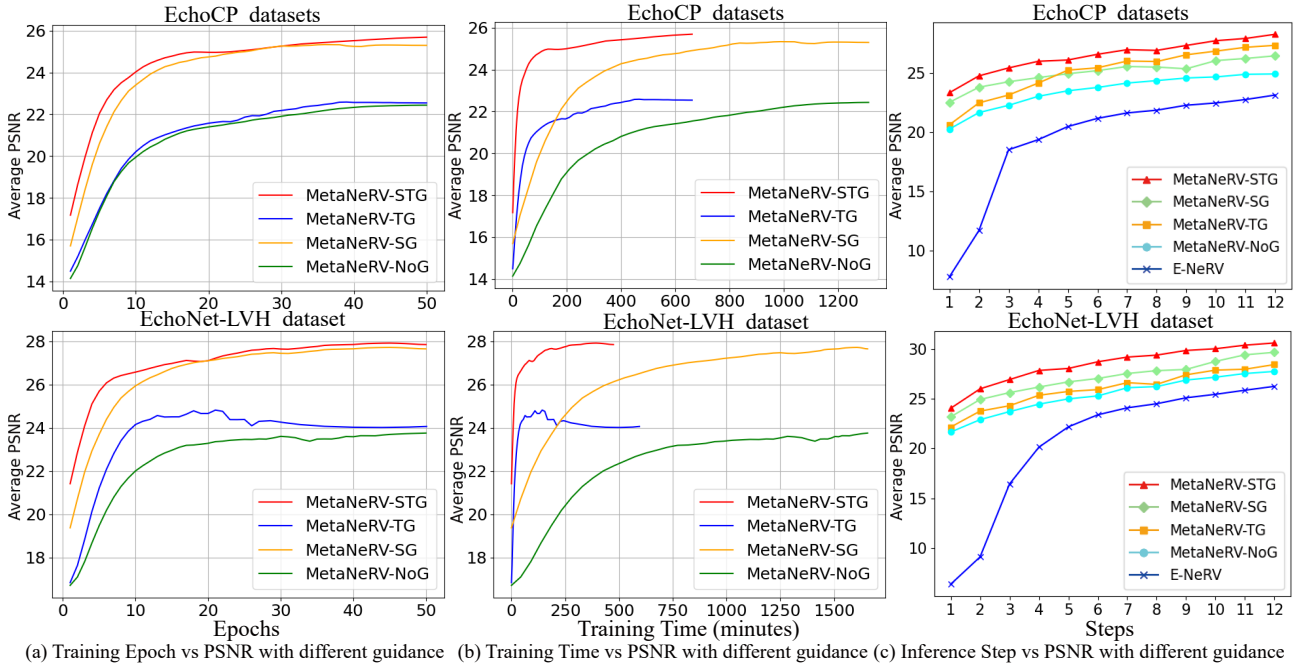 EchoCP datasets
Average PSNR
26
24
22
20
18
16
14
0
10
20
30
40
50
MetaNeRV-STG
MetaNeRV-TG
MetaNeRV-SG
MetaNeRV-NoG
EchoCP datasets
Average PSNR
26
24
22
20
18
16
14
0
200
400
600
800
1000
1200
MetaNeRV-STG
MetaNeRV-TG
MetaNeRV-SG
MetaNeRV-NoG
EchoCP datasets
Average PSNR
25
20
15
10
1
2
3
4
5
6
7
8
9
10
11
12
MetaNeRV-STG
MetaNeRV-SG
MetaNeRV-TG
MetaNeRV-NoG
E-NeRV
EchoNet-LVH dataset
Average PSNR
28
26
24
22
20
18
0
10
20
30
40
50
MetaNeRV-STG
MetaNeRV-TG
MetaNeRV-SG
MetaNeRV-NoG
Epochs
EchoNet-LVH dataset
Average PSNR
28
26
24
22
20
18
0
250
500
750
1000
1250
1500
MetaNeRV-STG
MetaNeRV-TG
MetaNeRV-SG
MetaNeRV-NoG
Training Time (minutes)
EchoNet-LVH dataset
Average PSNR
30
25
20
15
10
1
2
3
4
5
6
7
8
9
10
11
12
MetaNeRV-STG
MetaNeRV-SG
MetaNeRV-TG
MetaNeRV-NoG
E-NeRV
Steps
(a) Training Epoch vs PSNR with different guidance
(b) Training Time vs PSNR with different guidance
(c) Inference Step vs PSNR with different guidance